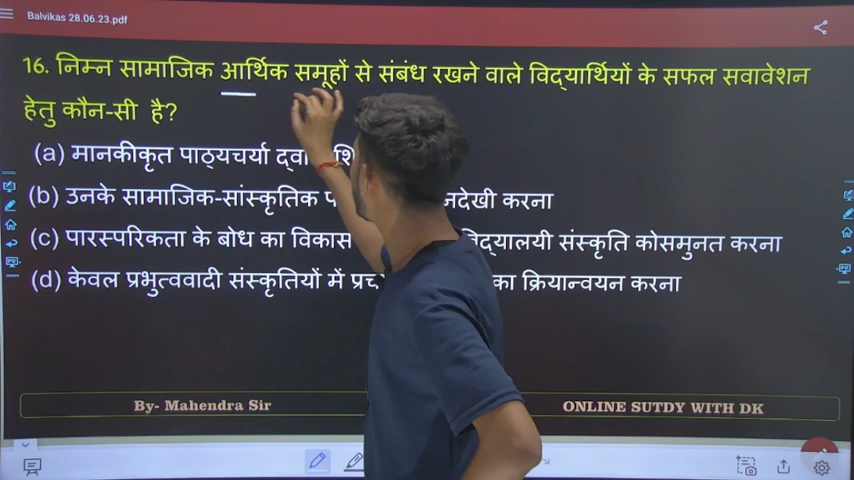 Balvikas 28.06.23.pdf
16. निम्न सामाजिक आर्थिक समूहों से संबंध रखने वाले विद्यार्थियों के सफल सवावेशन
हेतु कौन-सी है?
(a) मानकीकृत पाठ्यचर्या
(b) उनके सामाजिक-सांस्कृतिक करना
(c) पारस्परिकता के बोध का विकास विद्यालयी संस्कृति कोसमुनत करना
(d) केवल प्रभुत्ववादी संस्कृतियों में का क्रियान्वयन करना
By- Mahendra Sir
ONLINE SUTDY WITH DK